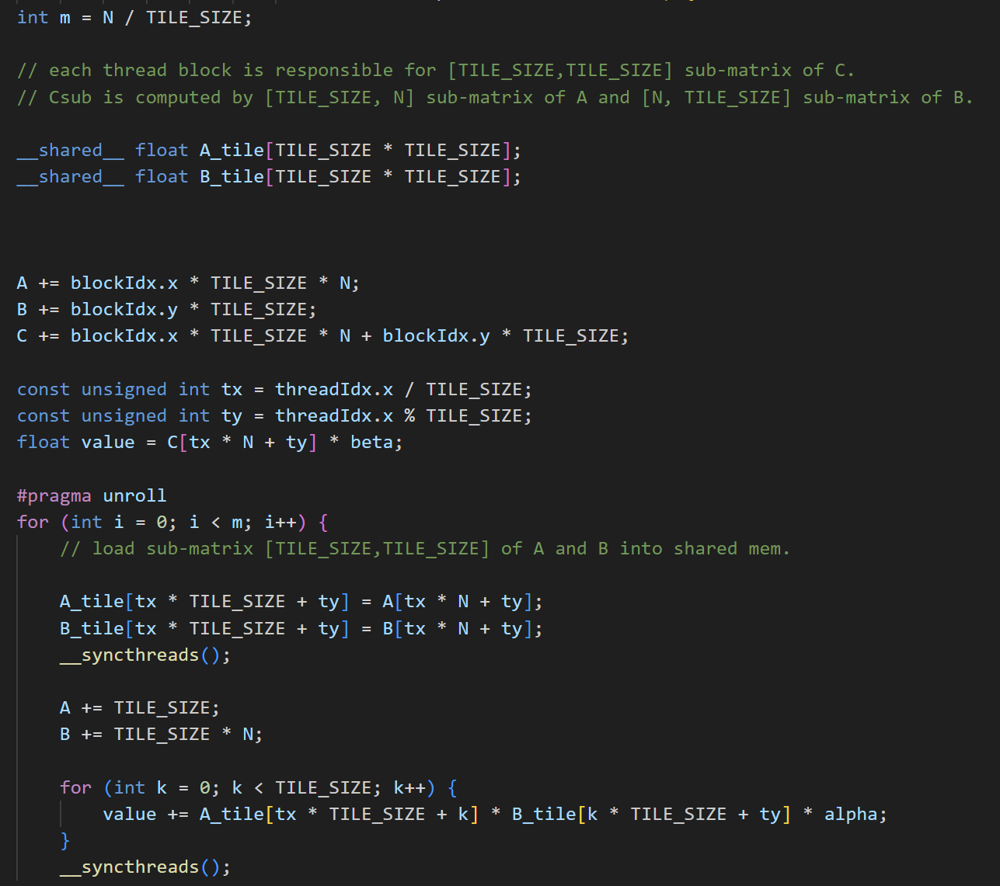 int m = N / TILE_SIZE;
// each thread block is responsible for [TILE_SIZE,TILE_SIZE] sub-matrix of C.
// Csub is computed by [TILE_SIZE, N] sub-matrix of A and [N, TILE_SIZE] sub-matrix of B.
__shared__ float A_tile[TILE_SIZE * TILE_SIZE];
__shared__ float B_tile[TILE_SIZE * TILE_SIZE];
A += blockIdx.x * TILE_SIZE * N;
B += blockIdx.y * TILE_SIZE;
C += blockIdx.x * TILE_SIZE * N + blockIdx.y * TILE_SIZE;
const unsigned int tx = threadIdx.x / TILE_SIZE;
const unsigned int ty = threadIdx.x % TILE_SIZE;
float value = C[tx * N + ty] * beta;
#pragma unroll
for (int i = 0; i < m; i++) {
// load sub-matrix [TILE_SIZE,TILE_SIZE] of A and B into shared mem.
A_tile[tx * TILE_SIZE + ty] = A[tx * N + ty];
B_tile[tx * TILE_SIZE + ty] = B[tx * N + ty];
__syncthreads();
A += TILE_SIZE;
B += TILE_SIZE * N;
for (int k = 0; k < TILE_SIZE; k++) {
value += A_tile[tx * TILE_SIZE + k] * B_tile[k * TILE_SIZE + ty] * alpha;
}
__syncthreads();